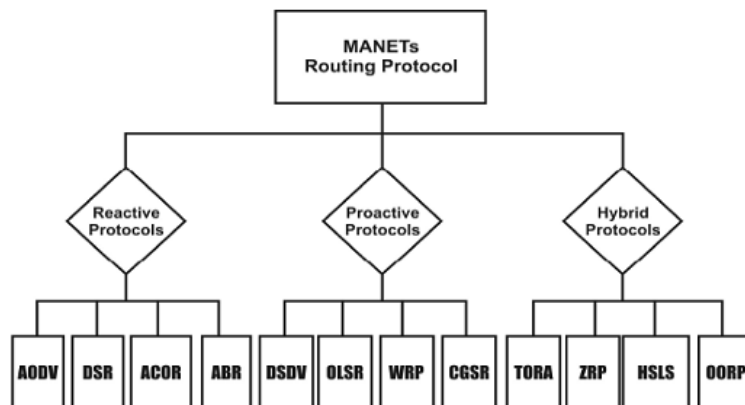 MANETs
Routing Protocol
Reactive
Protocols
Proactive
Protocols
Hybrid
Protocols
AODV
DSR
ACOR
ABR
DSDV
OLSR
WRP
CGSR
TORA
ZRP
HSLS
OORP